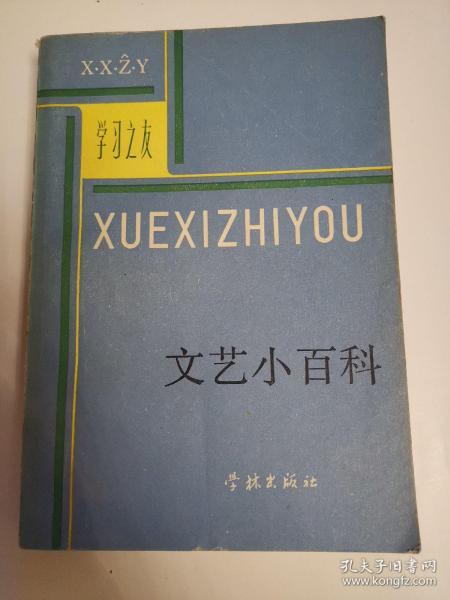 X·X·Ẑ·Y
学习之友
XUEXIZHIYOU
文艺小百科
学林出版社
孔夫子旧书网
www.kongfz.com